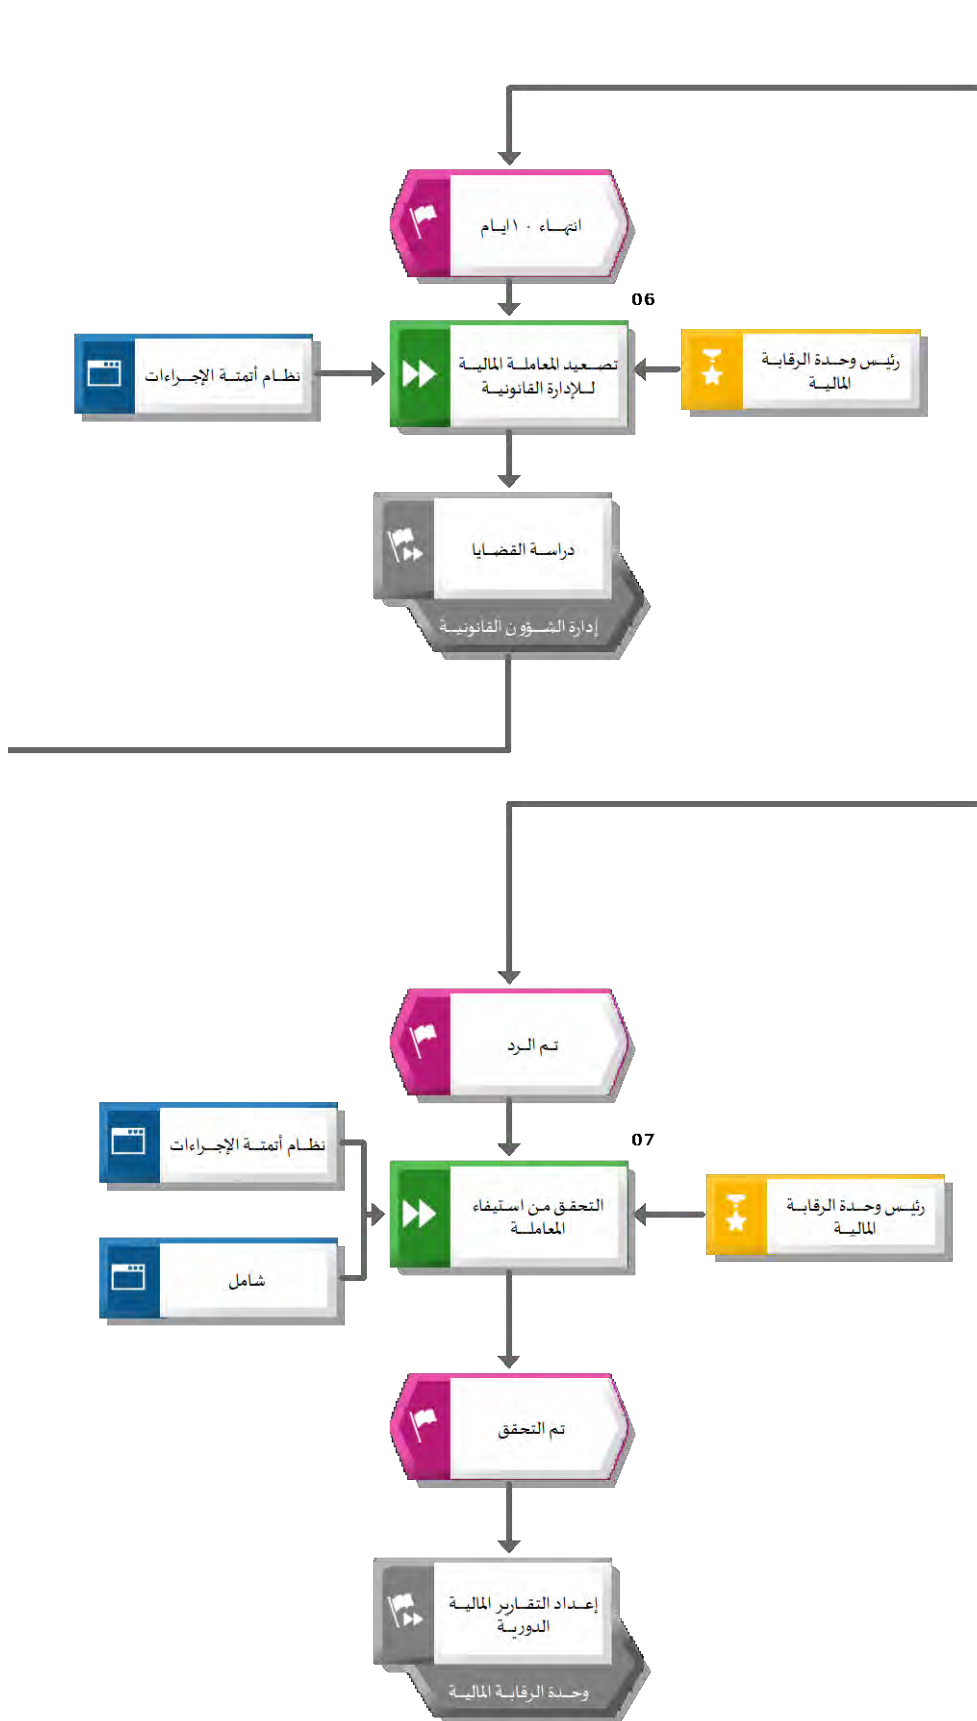 انتهاء ١٠ ايام
06
رئيس وحدة الرقابة
المالية
تصعيد المعاملة المالية
للإدارة القانونية
نظام أتمتة الإجراءات
دراسة القضايا
إدارة الشؤون القانونية
تم الرد
07
نظام أتمتة الإجراءات
رئيس وحدة الرقابة
المالية
التحقق من استيفاء
المعاملة
شامل
تم التحقق
إعداد التقارير المالية
الدورية
وحدة الرقابة المالية